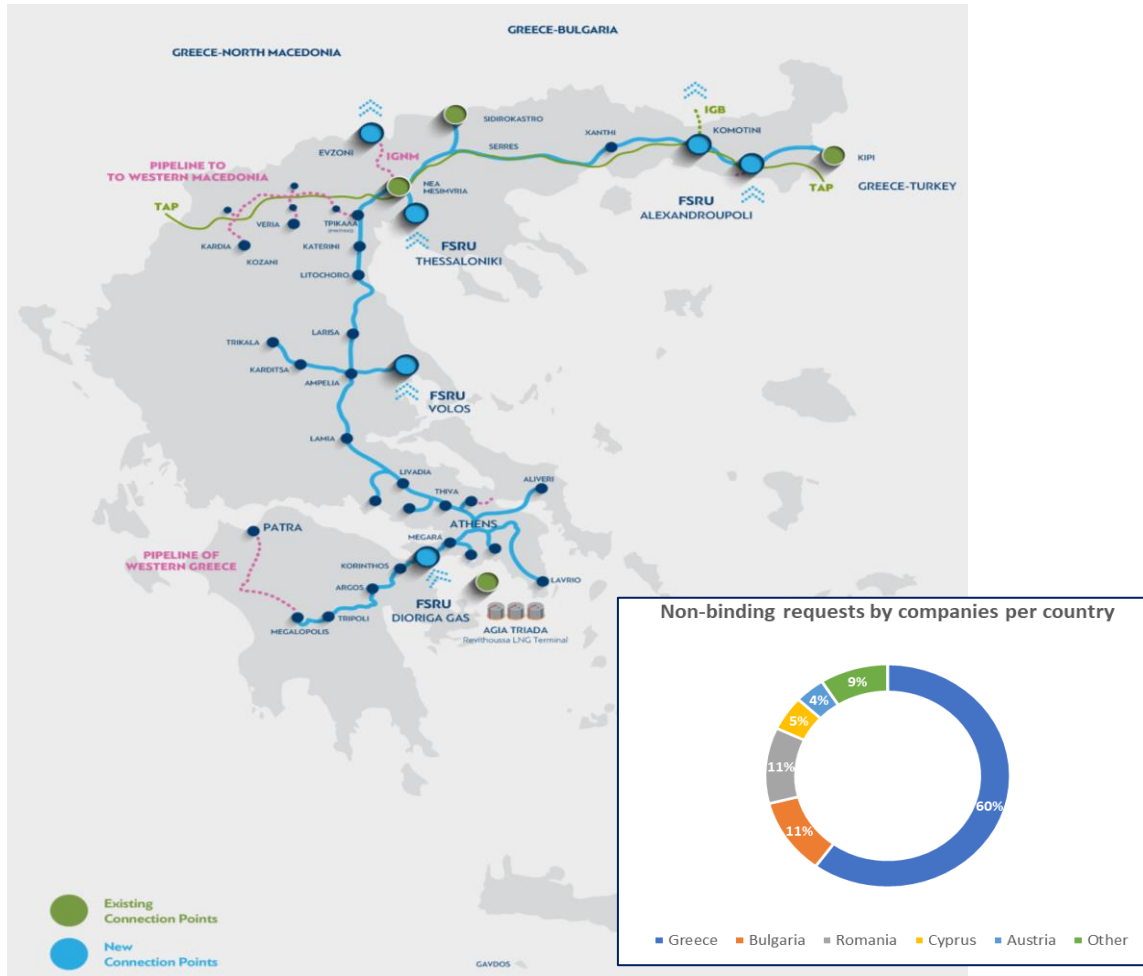 GREECE-BULGARIA
GREECE-NORTH MACEDONIA
IGB
SIDIROKASTRO
KOMOTINI
XANTHI
EVZONI
SERRES
IGNM
KIPI
PIPELINE TO
TO WESTERN MACEDONIA
NEA
MESIMVRIA
TAP
GREECE-TURKEY
FSRU
ALEXANDROUPOLI
TAP
VERIA
ΤΡΙΚΑΛΑ
KARDIA
KATERINI
FSRU
THESSALONIKI
KOZANI
LITOCHORO
LARISA
TRIKALA
KARDITSA
AMPELIA
FSRU
VOLOS
LAMIA
LIVADIA
ALIVERI
THIVA
ATHENS
PATRA
MEGARA
PIPELINE OF
WESTERN GREECE
KORINTHOS
LAVRIO
ARGOS
FSRU
DIORIGA GAS
TRIPOLI
MEGALOPOLIS
AGIA TRIADA
Revithoussa LNG Terminal
Non-binding requests by companies per country
9%
4%
5%
11%
60%
11%
Greece Bulgaria Romania Cyprus Austria Other
Existing
Connection Points
New
Connection Points
GAVDOS